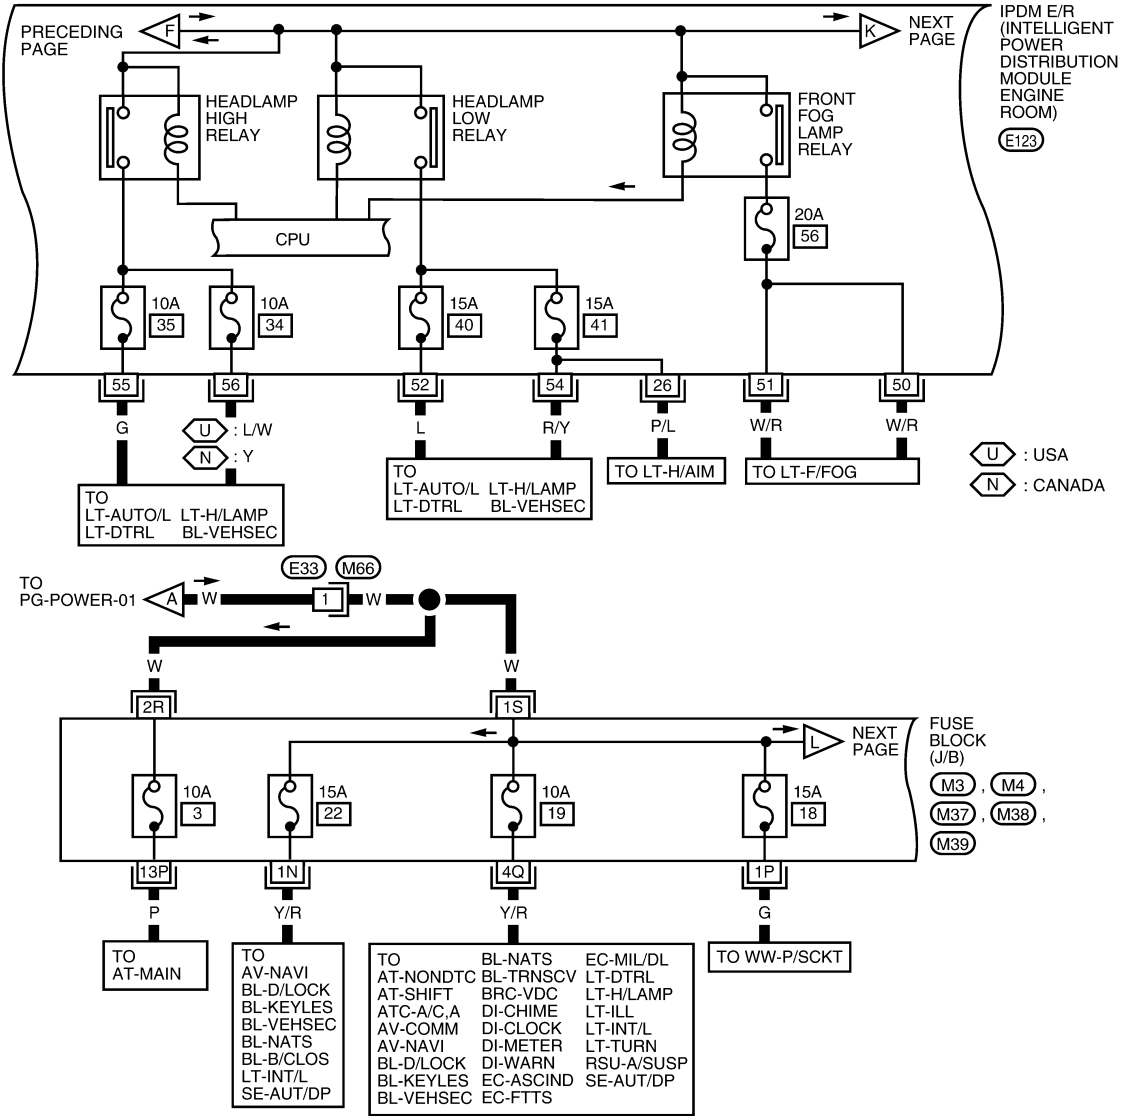 PRECEDING
PAGE
F
K
NEXT
PAGE
IPDM E/R
(INTELLIGENT
POWER
DISTRIBUTION
MODULE
ENGINE
ROOM)
E123
HEADLAMP
HIGH
RELAY
HEADLAMP
LOW
RELAY
FRONT
FOG
LAMP
RELAY
CPU
20A
56
10A
35
10A
34
15A
40
15A
41
55
56
52
54
26
51
50
G
U : L/W
N : Y
L
R/Y
P/L
W/R
W/R
TO
LT-AUTO/L LT-H/LAMP
LT-DTRL BL-VEHSEC
TO
LT-AUTO/L LT-H/LAMP
LT-DTRL BL-VEHSEC
TO LT-H/AIM
TO LT-F/FOG
U : USA
N : CANADA
TO
PG-POWER-01
A
W
E33
M66
1
W
W
W
2R
1S
L
NEXT
PAGE
FUSE
BLOCK
(J/B)
M3 , M4 ,
M37 , M38 ,
M39
10A
3
15A
22
10A
19
15A
18
13P
1N
4Q
1P
P
Y/R
Y/R
G
TO
AT-MAIN
TO
AV-NAVI
BL-D/LOCK
BL-KEYLES
BL-VEHSEC
BL-NATS
BL-B/CLOS
LT-INT/L
SE-AUT/DP
TO BL-NATS EC-MIL/DL
AT-NONDTC BL-TRNSCV LT-DTRL
AT-SHIFT BRC-VDC LT-H/LAMP
ATC-A/C,A DI-CHIME LT-ILL
AV-COMM DI-CLOCK LT-INT/L
AV-NAVI DI-METER LT-TURN
BL-D/LOCK DI-WARN RSU-A/SUSP
BL-KEYLES EC-ASCIND SE-AUT/DP
BL-VEHSEC EC-FTTS
TO WW-P/SCKT